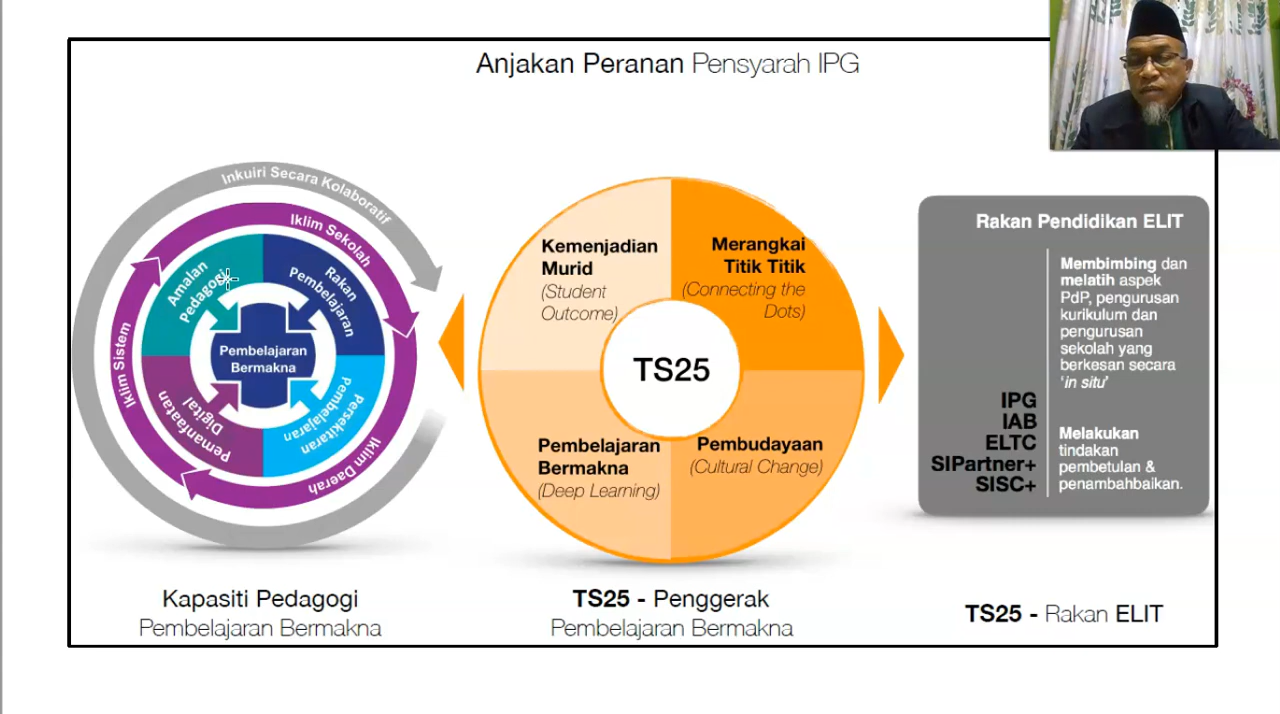 Anjakan Peranan Pensyarah IPG
Inkuiri Secara Kolaboratif
Iklim Sekolah
Iklim Sistem
Iklim Daerah
Amalan
Pedagogi
Rakan
Pembelajaran
Pembelajaran
Bermakna
Pemanfaatan
Digital
Persekitaran
Pembelajaran
Kapasiti Pedagogi
Pembelajaran Bermakna
Kemenjadian
Murid
(Student
Outcome)
Merangkai
Titik Titik
(Connecting the
Dots)
TS25
Pembelajaran
Bermakna
(Deep Learning)
Pembudayaan
(Cultural Change)
TS25 - Penggerak
Pembelajaran Bermakna
Rakan Pendidikan ELIT
IPG
IAB
ELTC
SIPartner+
SISC+
Membimbing dan
melatih aspek
PdP, pengurusan
kurikulum dan
pengurusan
sekolah yang
berkesan secara
'in situ'
Melakukan
tindakan
pembetulan &
penambahbaikan.
TS25 - Rakan ELIT